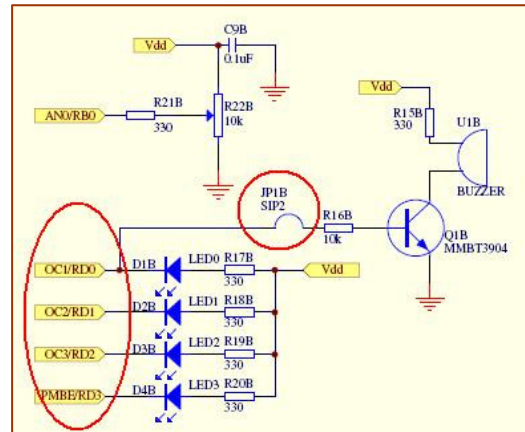 C9B
Vdd
0.1uF
Vdd
U1B
R21B
R22B
R15B
AN0/RB0
330
10k
330
JP1B
SIP2
R16B
BUZZER
10k
Q1B
MMBT3904
OC1/RD0
D1B
LED0
R17B
Vdd
330
OC2/RD1
D2B
LED1
R18B
330
OC3/RD2
D3B
LED2
R19B
330
PMBE/RD3
D4B
LED3
R20B
330